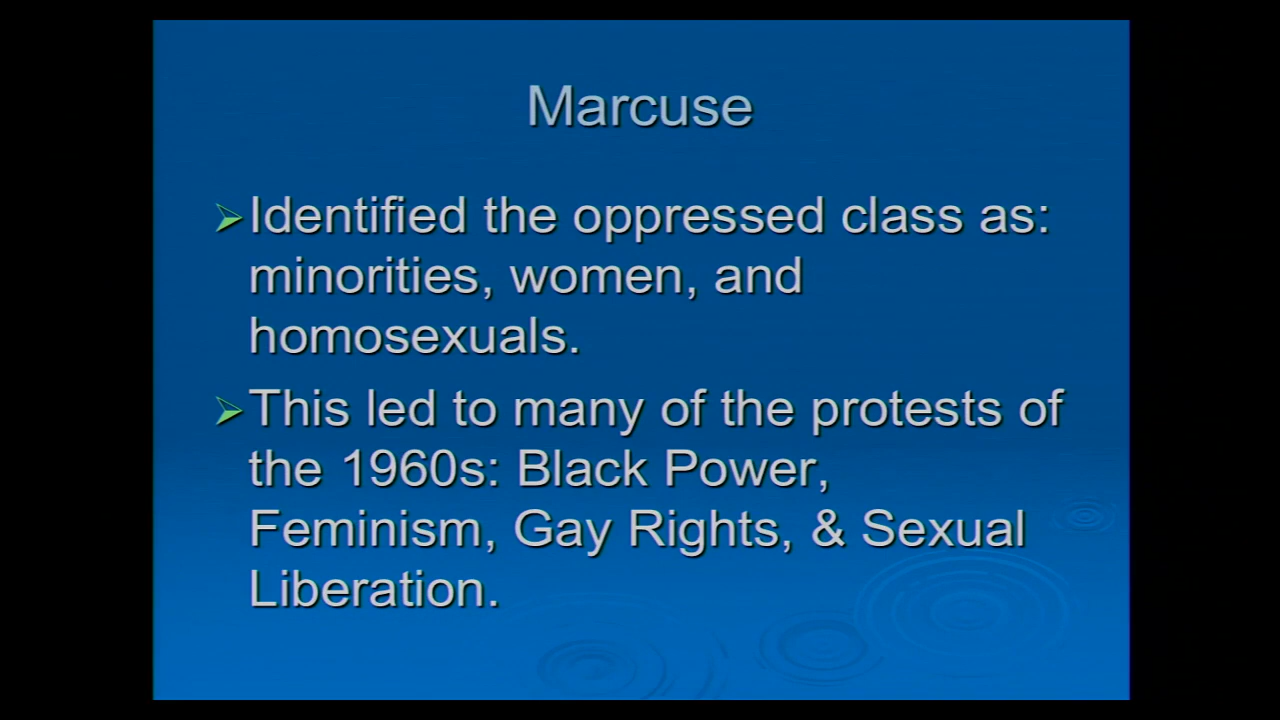 Marcuse
Identified the oppressed class as:
minorities, women, and
homosexuals.
This led to many of the protests of
the 1960s: Black Power,
Feminism, Gay Rights, & Sexual
Liberation.